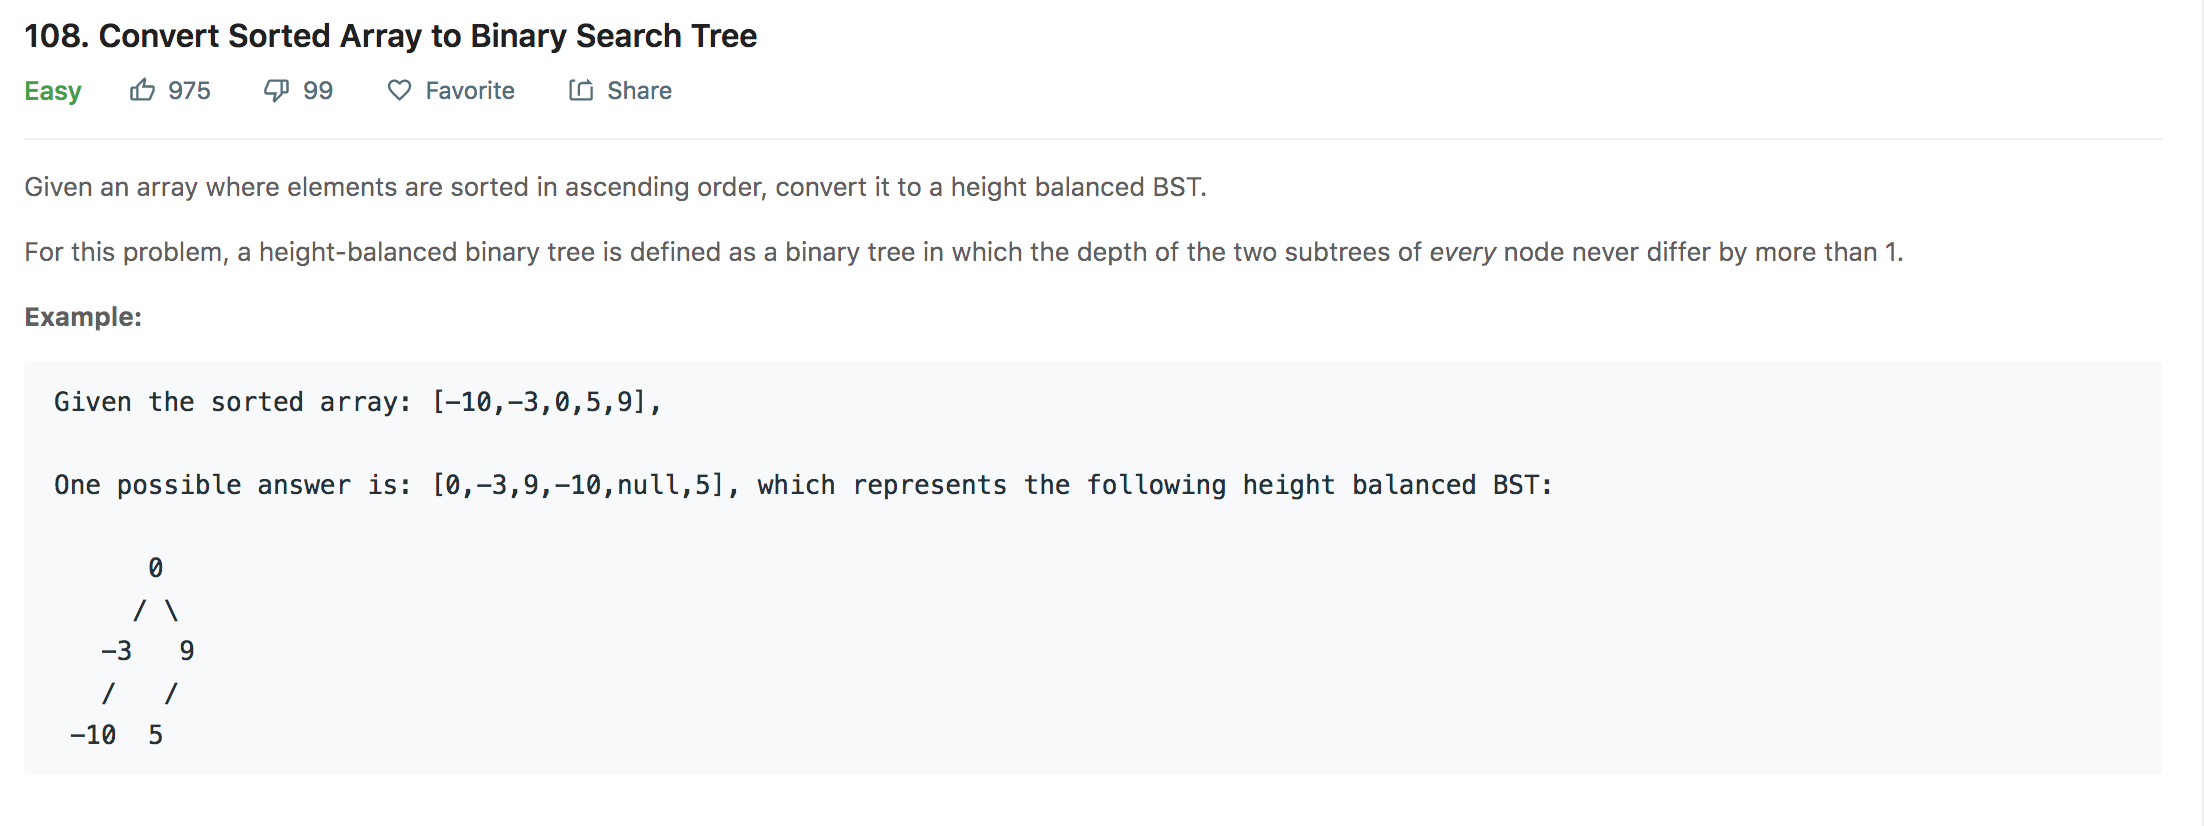 108. Convert Sorted Array to Binary Search Tree
Easy 975 99 Favorite Share
Given an array where elements are sorted in ascending order, convert it to a height balanced BST.
For this problem, a height-balanced binary tree is defined as a binary tree in which the depth of the two subtrees of every node never differ by more than 1.
Example:
Given the sorted array: [-10,-3,0,5,9],
One possible answer is: [0,-3,9,-10,null,5], which represents the following height balanced BST:
0
/ \
-3 9
/ /
-10 5